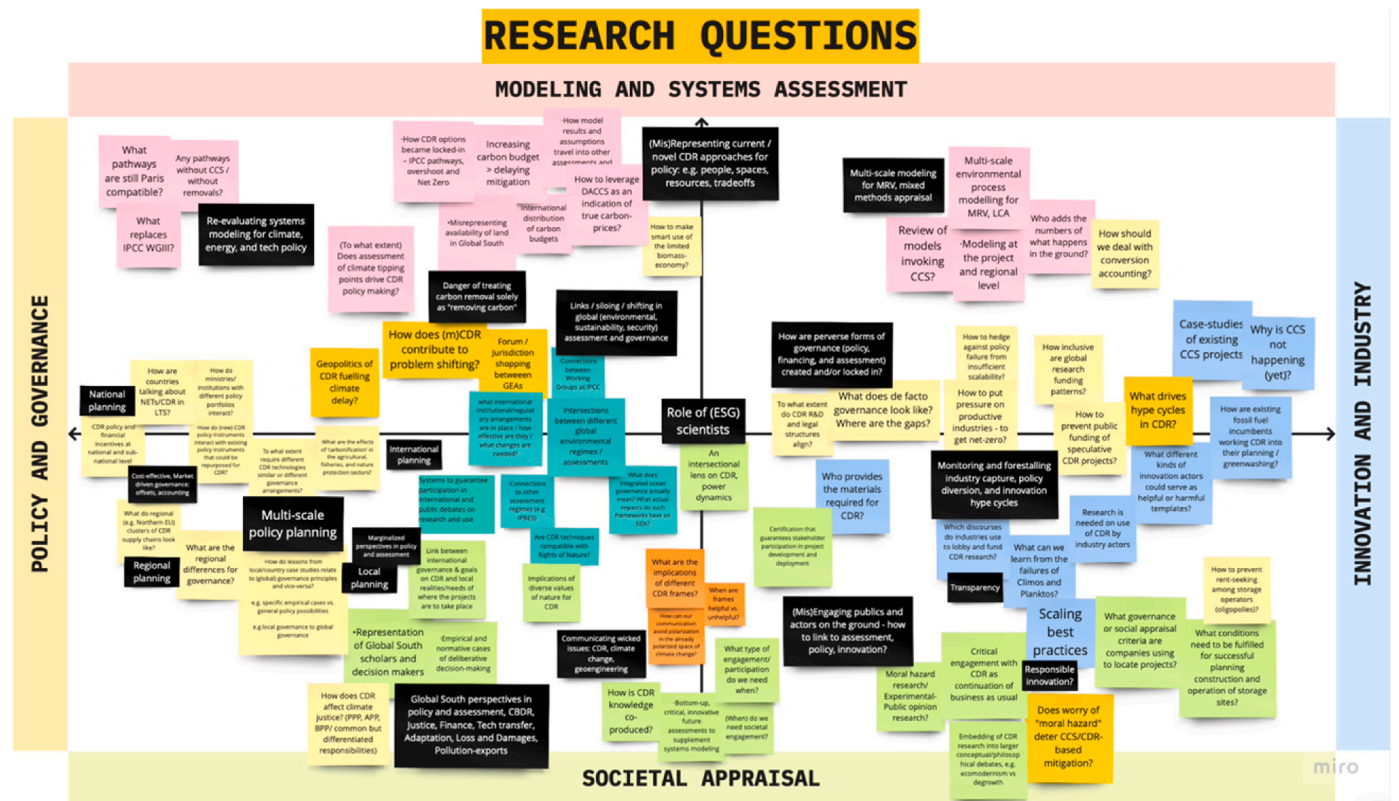 RESEARCH QUESTIONS
MODELING AND SYSTEMS ASSESSMENT
POLICY AND GOVERNANCE
INNOVATION AND INDUSTRY
What
pathways
are still Paris
compatible?
Any pathways
without CCS /
without
removals?
What
replaces
IPCC WGIII?
Re-evaluating systems
modeling for climate,
energy, and tech policy
·How CDR options
became locked-in
– IPCC pathways,
overshoot and
Net Zero
Increasing
carbon budget
> delaying
mitigation
·How model
results and
assumptions
travel into other
assessments and
How to leverage
DACCS as an
indication of
true carbon-
prices?
·Misrepresenting
availability of land
in Global South
International
distribution
of carbon
budgets
(To what extent)
Does assessment
of climate tipping
points drive CDR
policy making?
(Mis)Representing current /
novel CDR approaches for
policy: e.g. people, spaces,
resources, tradeoffs
How to make
smart use of
the limited
biomass-
economy?
Multi-scale modeling
for MRV, mixed
methods appraisal
Multi-scale
environmental
process
modelling for
MRV, LCA
Review of
models
invoking
CCS?
·Modeling at
the project
and regional
level
Who adds the
numbers of
what happens
in the ground?
How should
we deal with
conversion
accounting?
Danger of treating
carbon removal solely
as "removing carbon"
Links / siloing / shifting in
global (environmental,
sustainability, security)
assessment and governance
How does (m)CDR
contribute to
problem shifting?
Forum /
Jurisdiction
shopping
betweeen
GEAs
Geopolitics of
CDR fuelling
climate
delay?
·Connections
between
Working
Groups at IPCC
How are perverse forms of
governance (policy,
financing, and assessment)
created and/or locked in?
How to hedge
against policy
failure from
insufficient
scalability?
How inclusive
are global
research
funding
patterns?
Case-studies
of existing
CCS projects
Why is CCS
not
happening
(yet)?
National
planning
How are
countries
talking about
NETs/CDR in
LTS?
·How do
ministries/
institutions with
different policy
portfolios
interact?
·CDR policy and
financial
incentives at
national and sub-
national level
How do (new) CDR
policy instruments
interact with existing
policy instruments
that could be
repurposed for
CDR?
To what extent
require different
CDR technologies
similar or different
governance
arrangements?
What are the effects
of 'carbonification' in
the agricultural,
fisheries, and nature
protection sectors?
International
planning
what international
institutional/regulat
ory arrangements
are in place / how
effective are they /
what changes are
needed?
Intersections
between different
global
environmental
regimes /
assessments
Role of (ESG)
scientists
To what extent
do CDR R&D
and legal
structures
align?
What does de facto
governance look like?
Where are the gaps?
How to put
pressure on
productive
industries - to
get net-zero?
How to
prevent public
funding of
speculative
CDR projects?
What drives
hype cycles
in CDR?
How are existing
fossil fuel
incumbents
working CDR into
their planning /
greenwashing?
Cost-effective, Market
driven governance:
offsets, accounting
Systems to guarantee
participation in
international and
public debates on
research and use
·Connections
to other
assessment
regimes (e.g.
IPBES)
What does
integrated ocean
governance actually
mean? What actual
impacts do such
frameworks have on
SIDs?
An
intersectional
lens on CDR,
power
dynamics
Who provides
the materials
required for
CDR?
Monitoring and forestalling
industry capture, policy
diversion, and innovation
hype cycles
What different
kinds of
innovation actors
could serve as
helpful or harmful
templates?
What do regional
(e.g. Northern EU)
clusters of CDR
supply chains look
like?
Regional
planning
What are the
regional
differences for
governance?
Multi-scale
policy planning
Marginalized
perspectives in policy
and assessment
Local
planning
·How do lessons from
local/country case studies relate
to (global) governance principles
and vice-versa?
e.g. specific empirical cases vs.
general policy possibilities
e.g.local governance to global
governance
Link between
international
governance & goals
on CDR and local
realities/needs of
where the projects
are to take place
Are CDR techniques
compatible with
Rights of Nature?
Implications of
diverse values
of nature for
CDR
What are the
implications
of different
CDR frames?
When are
frames
helpful vs.
unhelpful?
How can our
communication
avoid polarization
in the already
polarized space of
climate change?
Certification that
guarantees stakeholder
participation in project
development and
deployment
Which discourses
do industries use
to lobby and fund
CDR research?
Research is
needed on use
of CDR by
industry actors
Transparency
What can we
learn from the
failures of
Climos and
Planktos?
How to prevent
rent-seeking
among storage
operators
(oligopolies)?
·Representation
of Global South
scholars and
decision makers
·Empirical and
normative cases
of deliberative
decision-making
Communicating wicked
issues: CDR, climate
change,
geoengineering
(Mis)Engaging publics and
actors on the ground - how
to link to assessment,
policy, innovation?
Scaling
best
practices
Responsible
innovation?
What governance
or social appraisal
criteria are
companies using
to locate projects?
What conditions
need to be fulfilled
for successful
planning
construction and
operation of storage
sites?
What type of
engagement/
participation
do we need
when?
Critical
engagement with
CDR as
continuation of
business as usual
Moral hazard
research/
Experimental-
Public opinion
research?
How does CDR
affect climate
justice? (PPP, APP,
BPP/ common but
differentiated
responsibilities)
Global South perspectives in
policy and assessment, CBDR,
Justice, Finance, Tech transfer,
Adaptation, Loss and Damages,
Pollution-exports
How is CDR
knowledge
co-
produced?
·Bottom-up,
critical, innovative
future
assessments to
supplement
systems modeling
(When) do we
need societal
engagement?
Embedding of CDR
research into larger
conceptual/philosop
hical debates, e.g.
ecomodernism vs
degrowth
Does worry of
"moral hazard"
deter CCS/CDR-
based
mitigation?
SOCIETAL APPRAISAL
miro